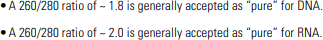 • A 260/280 ratio of ~ 1.8 is generally accepted as “pure” for DNA.
• A 260/280 ratio of ~ 2.0 is generally accepted as “pure” for RNA.